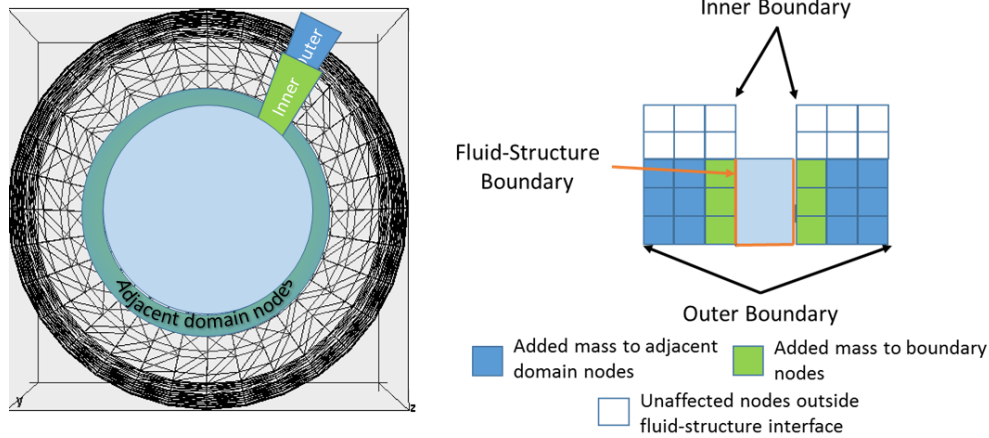 Outer
Inner
Adjacent domain nodes
y
z
Inner Boundary
Fluid-Structure
Boundary
Outer Boundary
Added mass to adjacent
domain nodes
Added mass to boundary
nodes
Unaffected nodes outside
fluid-structure interface